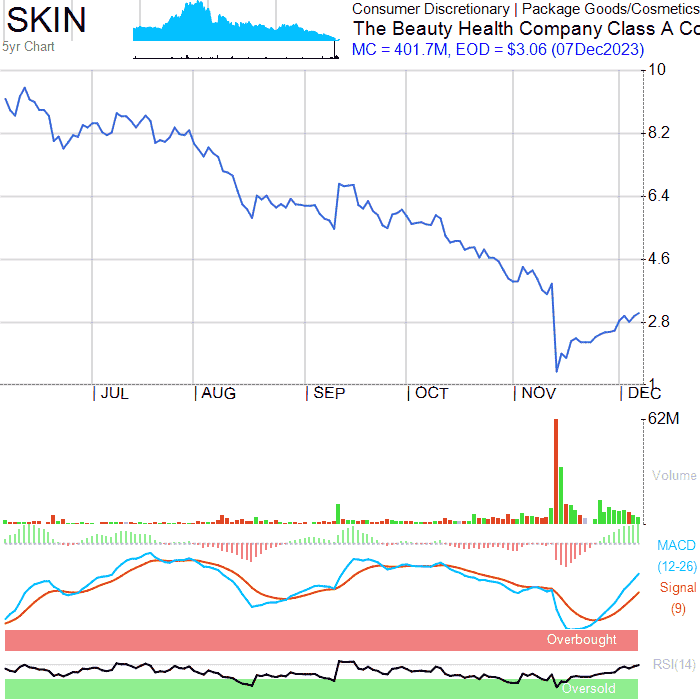 SKIN
5yr Chart
Consumer Discretionary | Package Goods/Cosmetics
The Beauty Health Company Class A Co
MC = 401.7M, EOD = $3.06 (07Dec2023)
10
8.2
6.4
4.6
2.8
1
JUL AUG SEP OCT NOV DEC
62M
Volume
MACD
(12-26)
Signal
(9)
Overbought
RSI(14)
Oversold